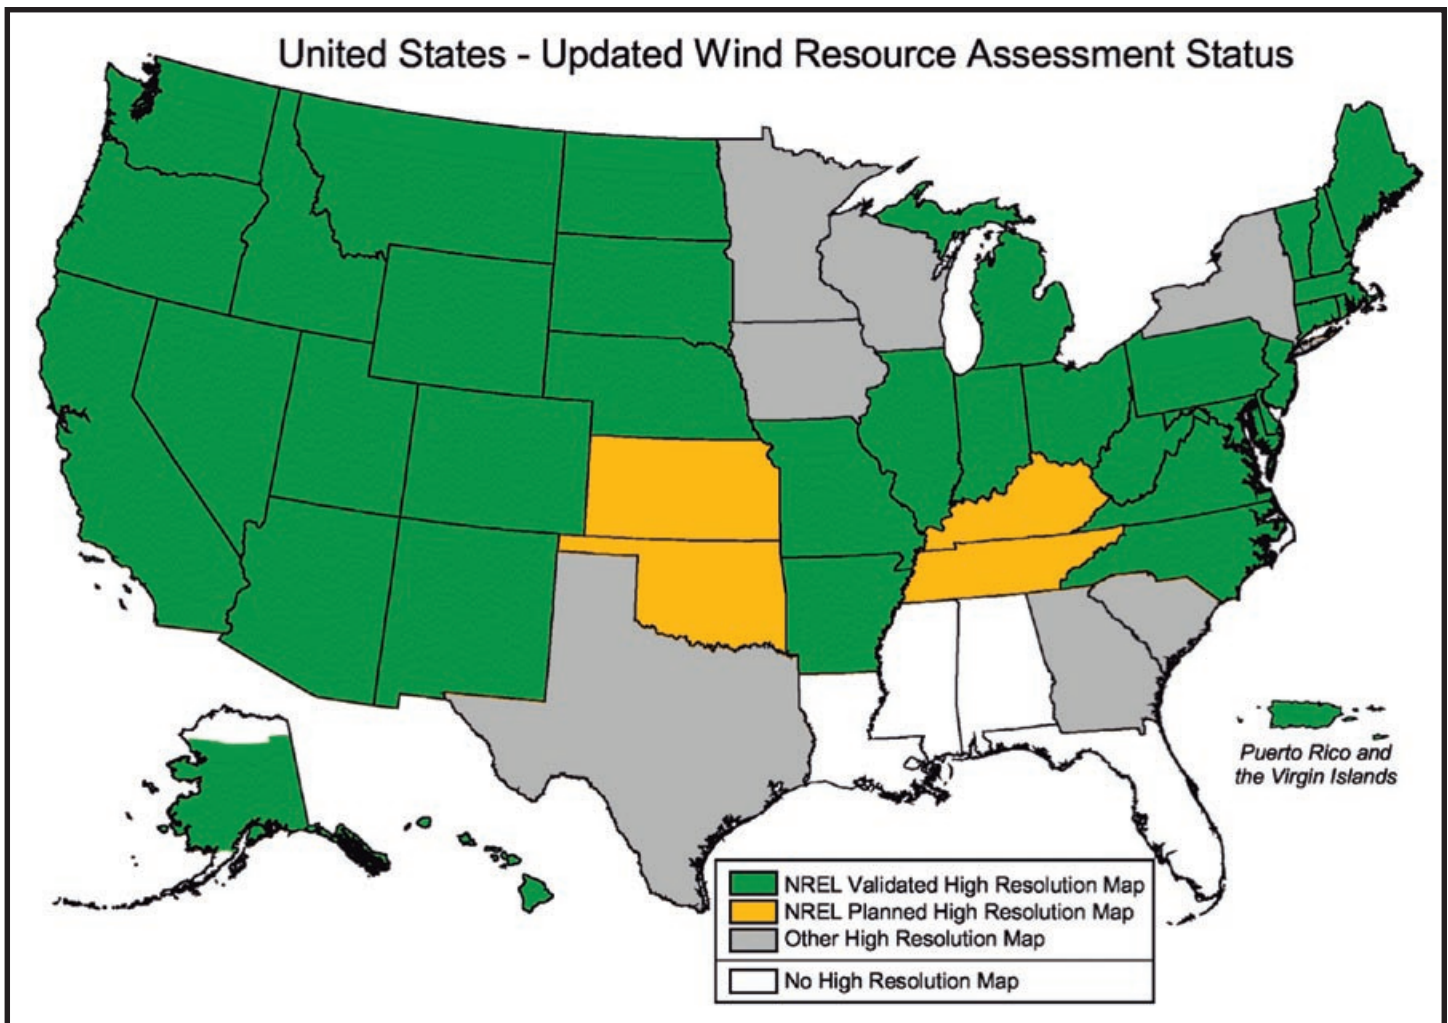 United States - Updated Wind Resource Assessment Status
Puerto Rico and
the Virgin Islands
NREL Validated High Resolution Map
NREL Planned High Resolution Map
Other High Resolution Map
No High Resolution Map